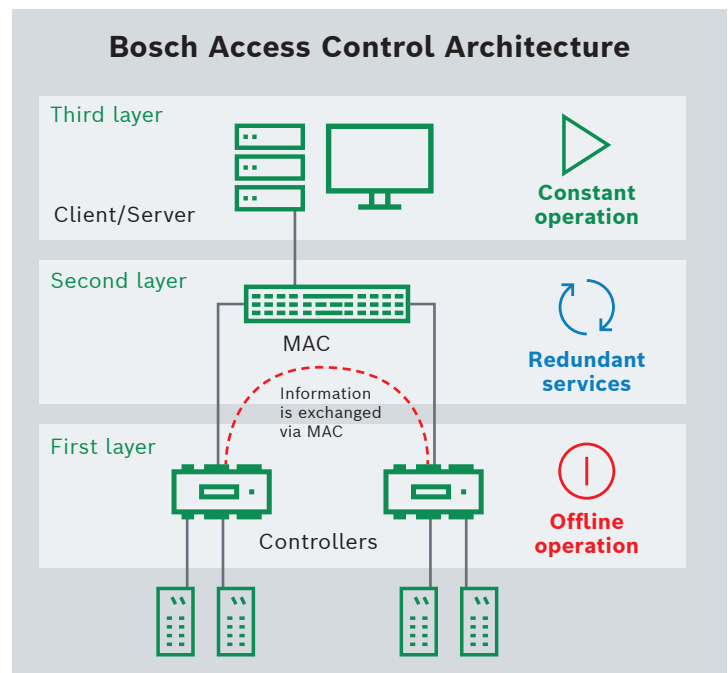 Bosch Access Control Architecture
Third layer
Client/Server
Constant
operation
Second layer
MAC
Redundant
services
Information
is exchanged
via MAC
First layer
Controllers
Offline
operation